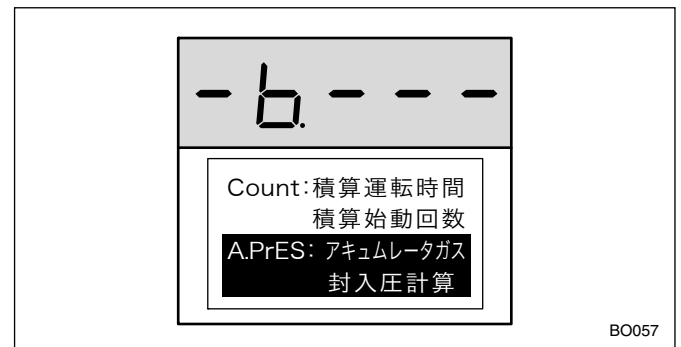 - b. - - -
Count:積算運転時間
積算始動回数
A.PrES: アキュムレータガス
封入圧計算
BO057